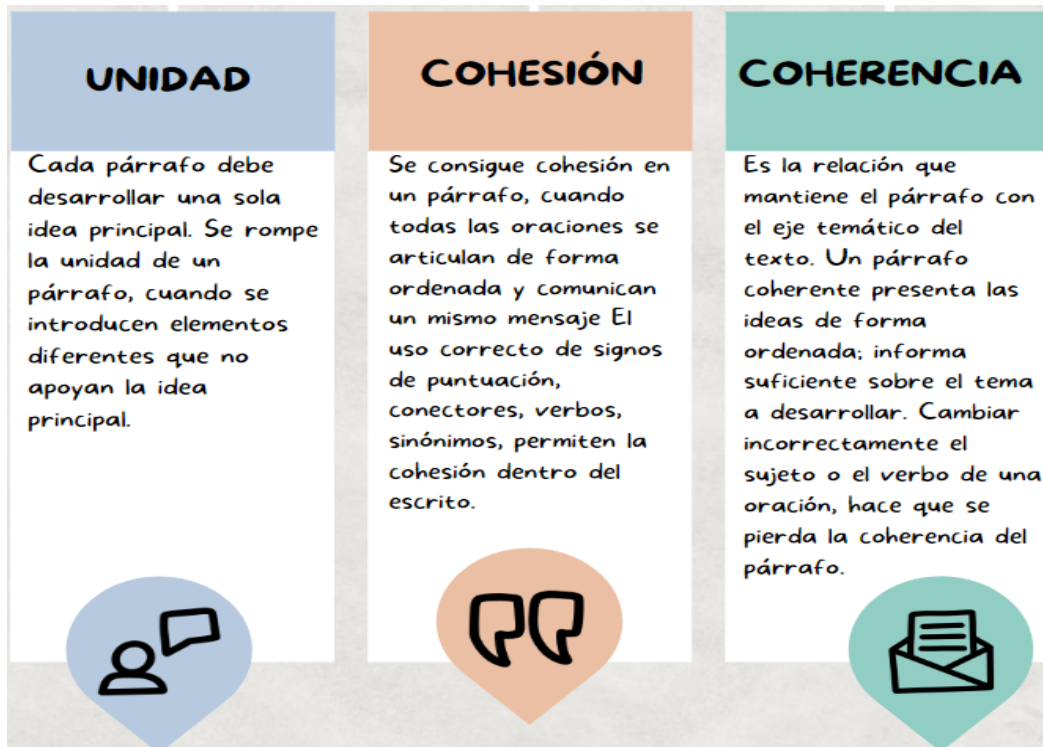 UNIDAD
Cada párrafo debe
desarrollar una sola
idea principal. Se rompe
la unidad de un
párrafo, cuando se
introducen elementos
diferentes que no
apoyan la idea
principal.
COHESIÓN
Se consigue cohesión en
un párrafo, cuando
todas las oraciones se
articulan de forma
ordenada y comunican
un mismo mensaje El
uso correcto de signos
de puntuación,
conectores, verbos,
sinónimos, permiten la
cohesión dentro del
escrito.
COHERENCIA
Es la relación que
mantiene el párrafo con
el eje temático del
texto. Un párrafo
coherente presenta las
ideas de forma
ordenada; informa
suficiente sobre el tema
a desarrollar. Cambiar
incorrectamente el
sujeto o el verbo de una
oración, hace que se
pierda la coherencia del
párrafo.